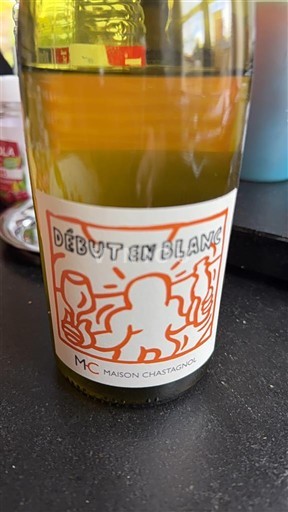 DÉBUT EN BLANC
MC MAISON CHASTAGNOL